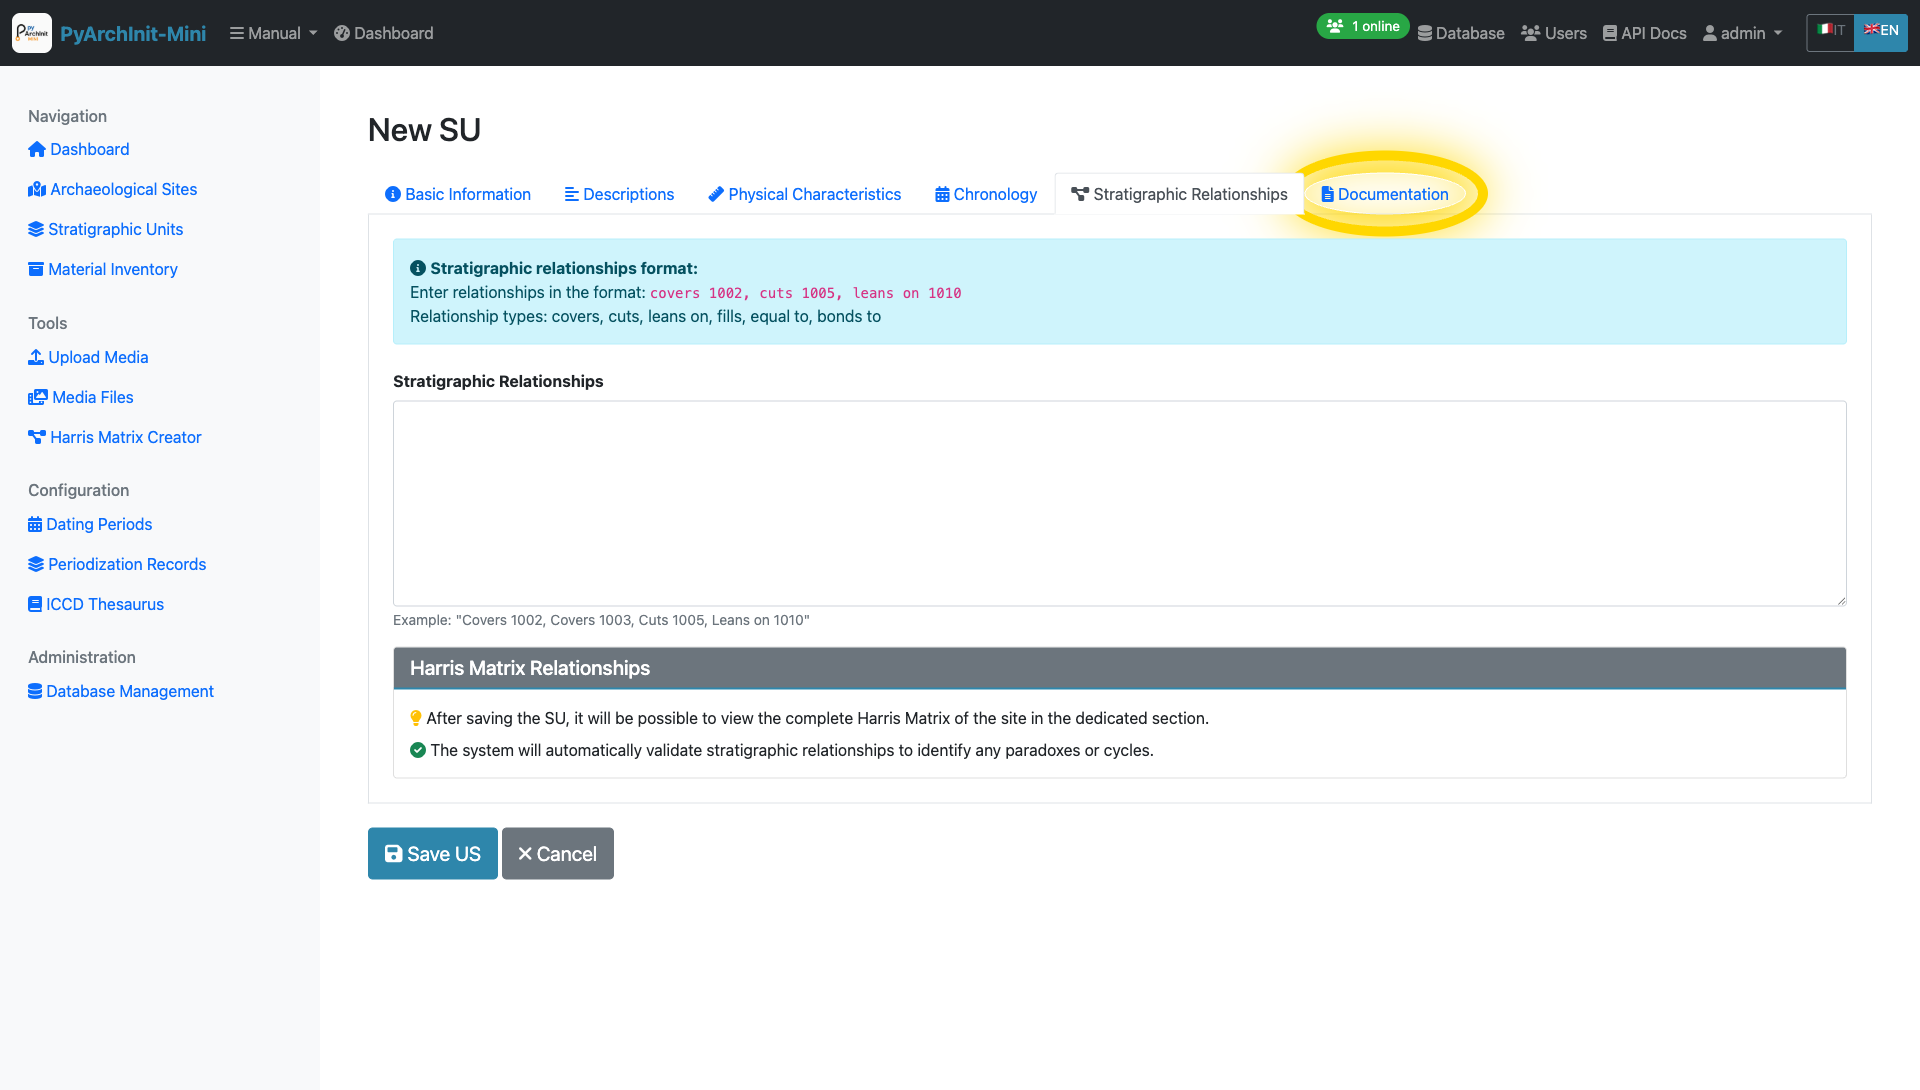 PyArchInit-Mini
Manual
Dashboard
1 online
Database
Users
API Docs
admin
IT
EN
Navigation
Dashboard
Archaeological Sites
Stratigraphic Units
Material Inventory
Tools
Upload Media
Media Files
Harris Matrix Creator
Configuration
Dating Periods
Periodization Records
ICCD Thesaurus
Administration
Database Management
New SU
Basic Information
Descriptions
Physical Characteristics
Chronology
Stratigraphic Relationships
Documentation
Stratigraphic relationships format:
Enter relationships in the format: covers 1002, cuts 1005, leans on 1010
Relationship types: covers, cuts, leans on, fills, equal to, bonds to
Stratigraphic Relationships
Example: "Covers 1002, Covers 1003, Cuts 1005, Leans on 1010"
Harris Matrix Relationships
After saving the SU, it will be possible to view the complete Harris Matrix of the site in the dedicated section.
The system will automatically validate stratigraphic relationships to identify any paradoxes or cycles.
Save US
Cancel